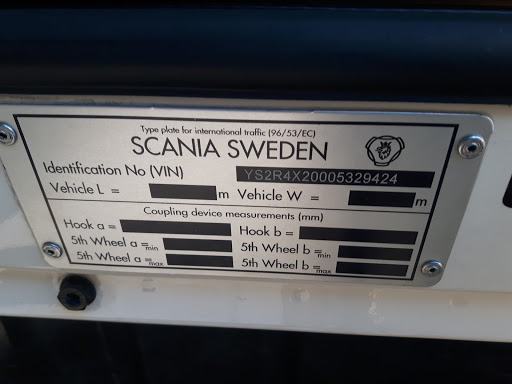 Type plate for international traffic (96/53/EC)
SCANIA SWEDEN
Identification No (VIN) YS2R4X20005329424
Vehicle L = m Vehicle W = m
Coupling device measurements (mm)
Hook a = Hook b =
5th Wheel a =min 5th Wheel b =min
5th Wheel a =max 5th Wheel b =max